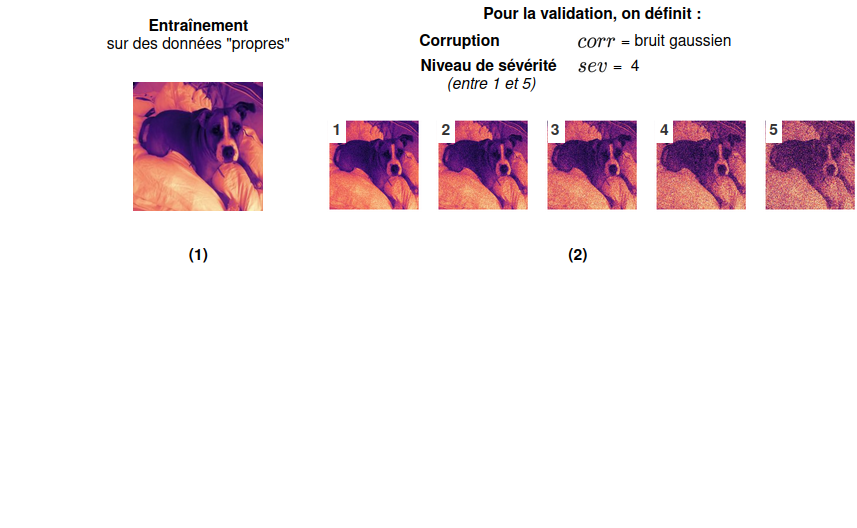 Entraînement
sur des données "propres"
(1)
Pour la validation, on définit :
Corruption corr = bruit gaussien
Niveau de sévérité sev = 4
(entre 1 et 5)
1 2 3 4 5
(2)